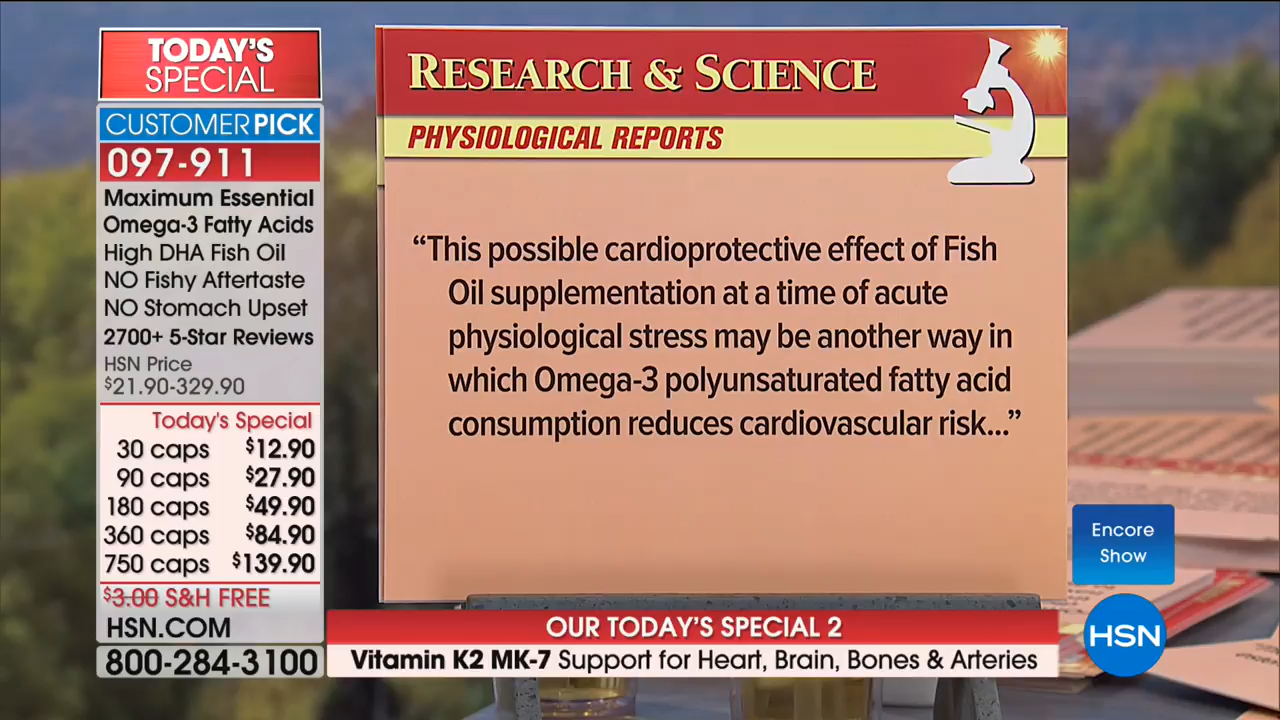 TODAY'S
SPECIAL
CUSTOMER PICK
097-911
Maximum Essential
Omega-3 Fatty Acids
High DHA Fish Oil
NO Fishy Aftertaste
NO Stomach Upset
2700+ 5-Star Reviews
HSN Price
$21.90-329.90
Today's Special
30 caps $12.90
90 caps $27.90
180 caps $49.90
360 caps $84.90
750 caps $139.90
$3.00 S&H FREE
HSN.COM
800-284-3100
RESEARCH & SCIENCE
PHYSIOLOGICAL REPORTS
“This possible cardioprotective effect of Fish
Oil supplementation at a time of acute
physiological stress may be another way in
which Omega-3 polyunsaturated fatty acid
consumption reduces cardiovascular risk...”
Encore
Show
OUR TODAY'S SPECIAL 2
Vitamin K2 MK-7 Support for Heart, Brain, Bones & Arteries
HSN